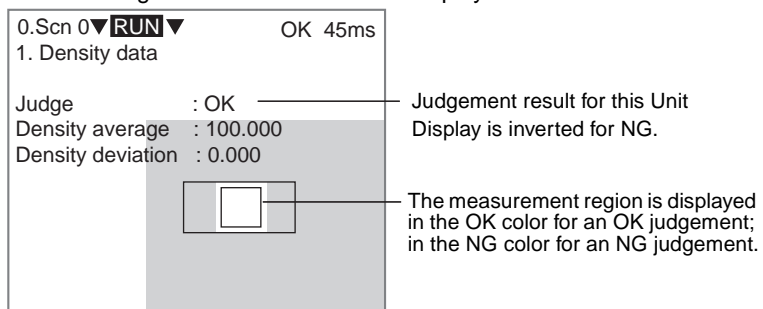 0.Scn 0▼RUN▼ OK 45ms
1. Density data
Judge : OK
Density average : 100.000
Density deviation : 0.000
Judgement result for this Unit
Display is inverted for NG.
The measurement region is displayed
in the OK color for an OK judgement;
in the NG color for an NG judgement.